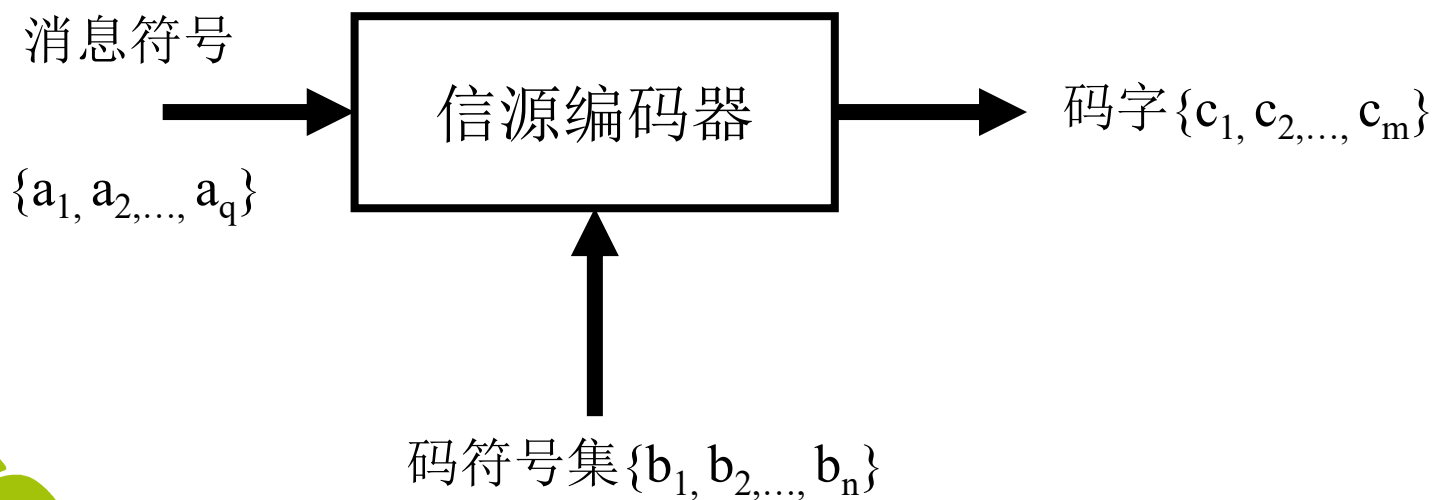 消息符号
信源编码器
码字{c₁, c₂,…, cₘ}
{a₁, a₂,…, a_q}
码符号集{b₁, b₂,…, bₙ}